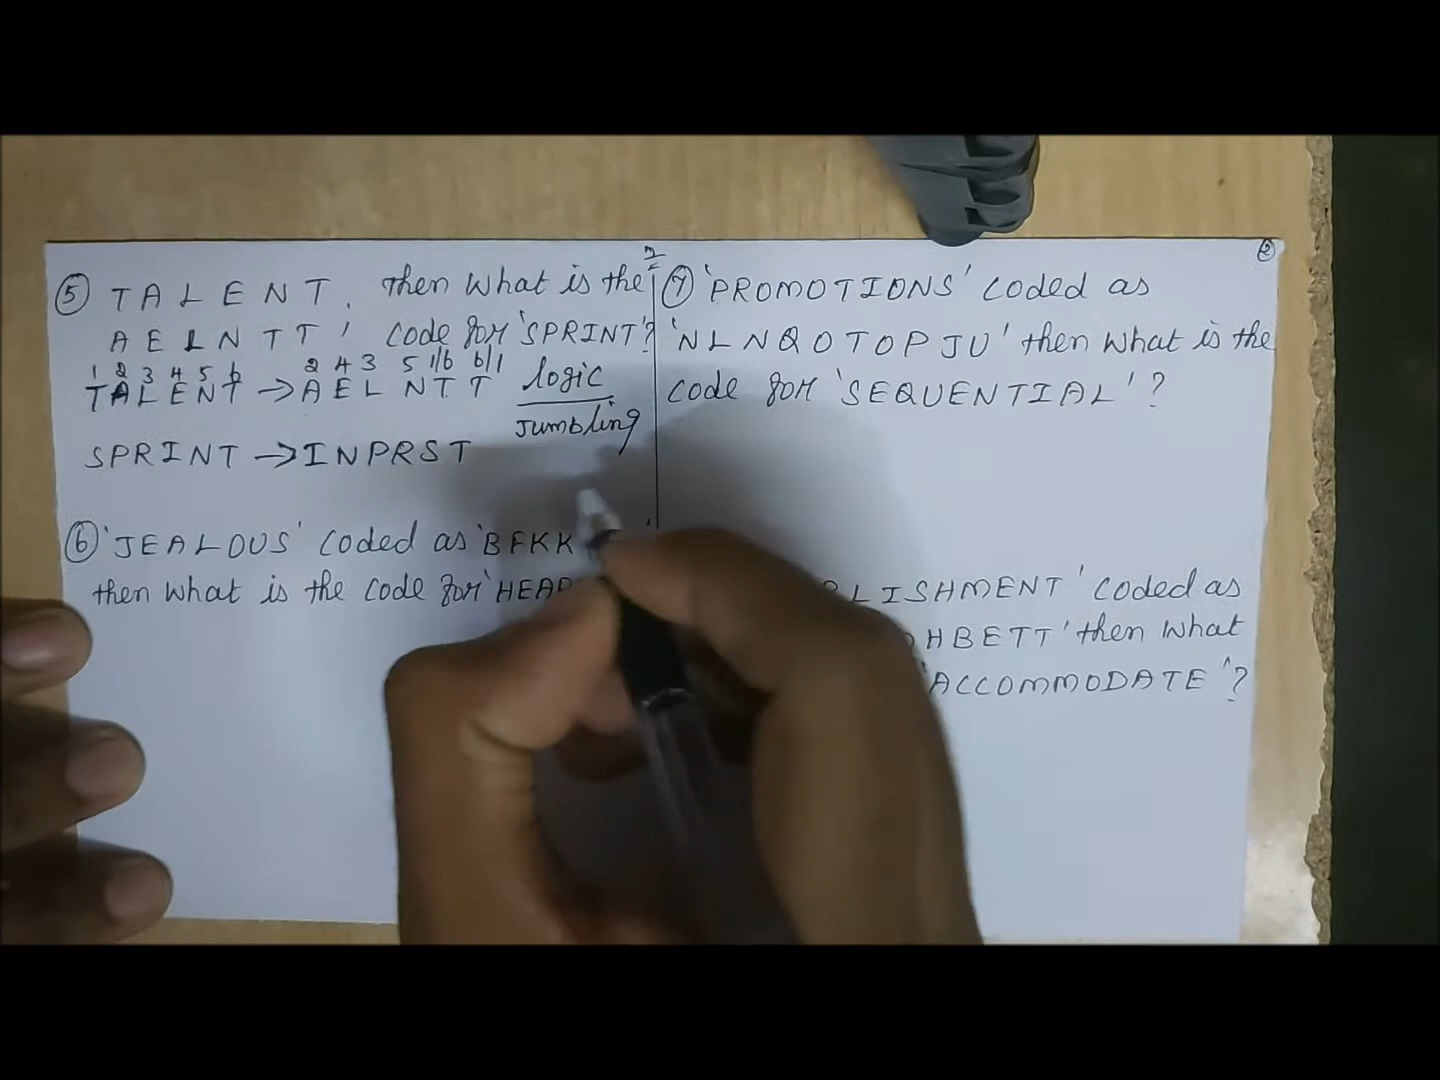 ⑤ TALENT, then what is the ?
AELNTT' code for 'SPRINT'?
1 2 3 4 5 6 2 4 3 5 1/6 6/1
TALENT → AELNTT logic
Jumbling
SPRINT → INPRST
⑥ 'JEALOUS' coded as 'BFKK
then what is the code for 'HEAR
②
⑦ 'PROMOTIONS' coded as
'NLNQOTOPJU' then what is the
code for 'SEQUENTIAL'?
LISHMENT' coded as
HBETT' then what
'ACCOMMODATE'?